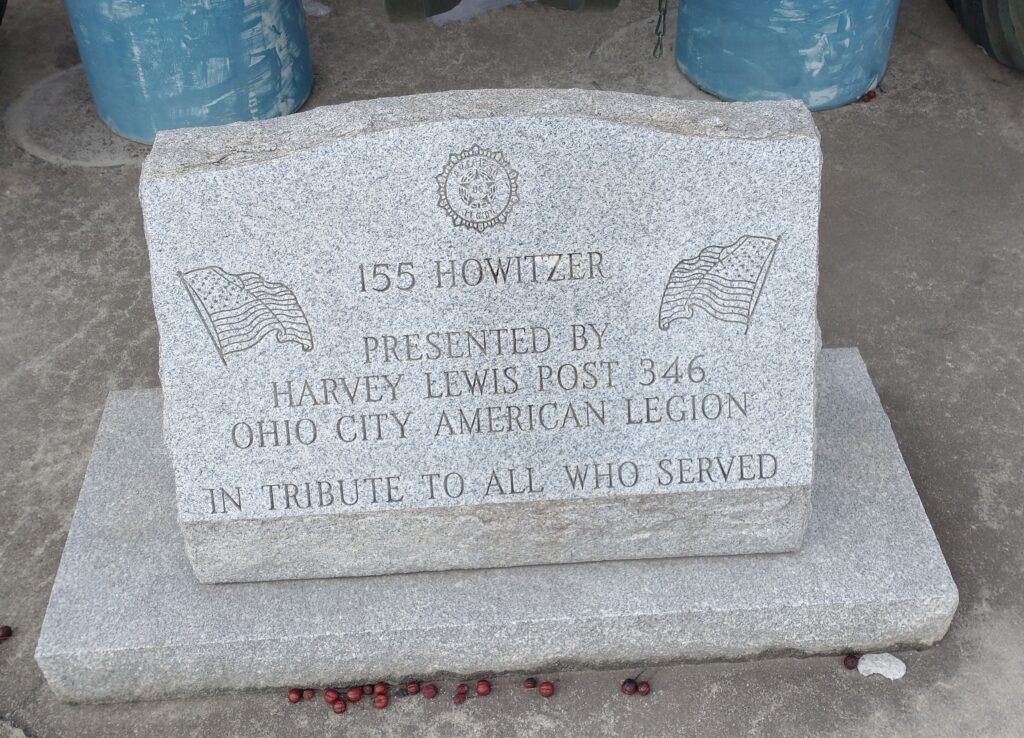 155 HOWITZER
PRESENTED BY
HARVEY LEWIS POST 346
OHIO CITY AMERICAN LEGION
IN TRIBUTE TO ALL WHO SERVED